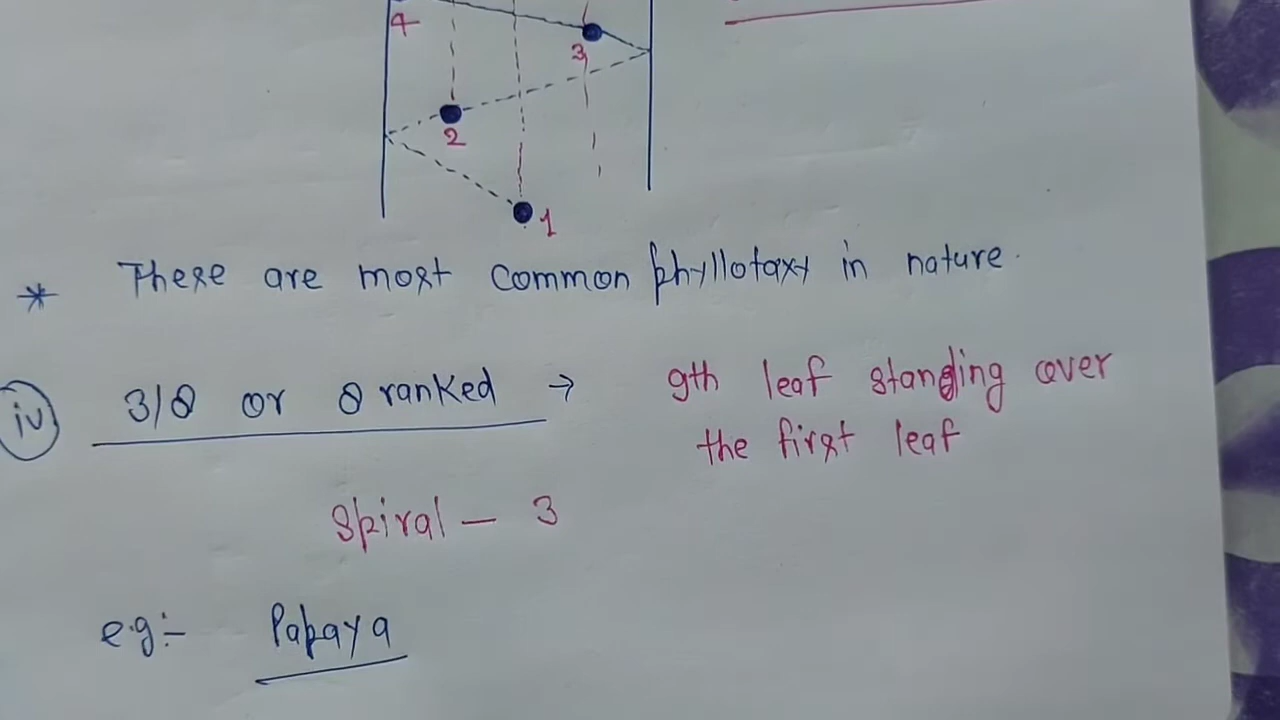 4
3
2
1
* These are most common phyllotaxy in nature.
iv 3/8 or 8 ranked → 9th leaf standing over
the first leaf
Spiral - 3
e.g:- Papaya